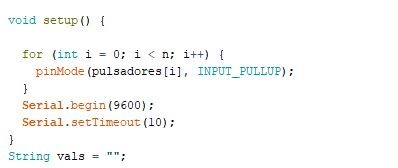 void setup() {
for (int i = 0; i < n; i++) {
pinMode(pulsadores[i], INPUT_PULLUP);
}
Serial.begin(9600);
Serial.setTimeout(10);
}
String vals = "";